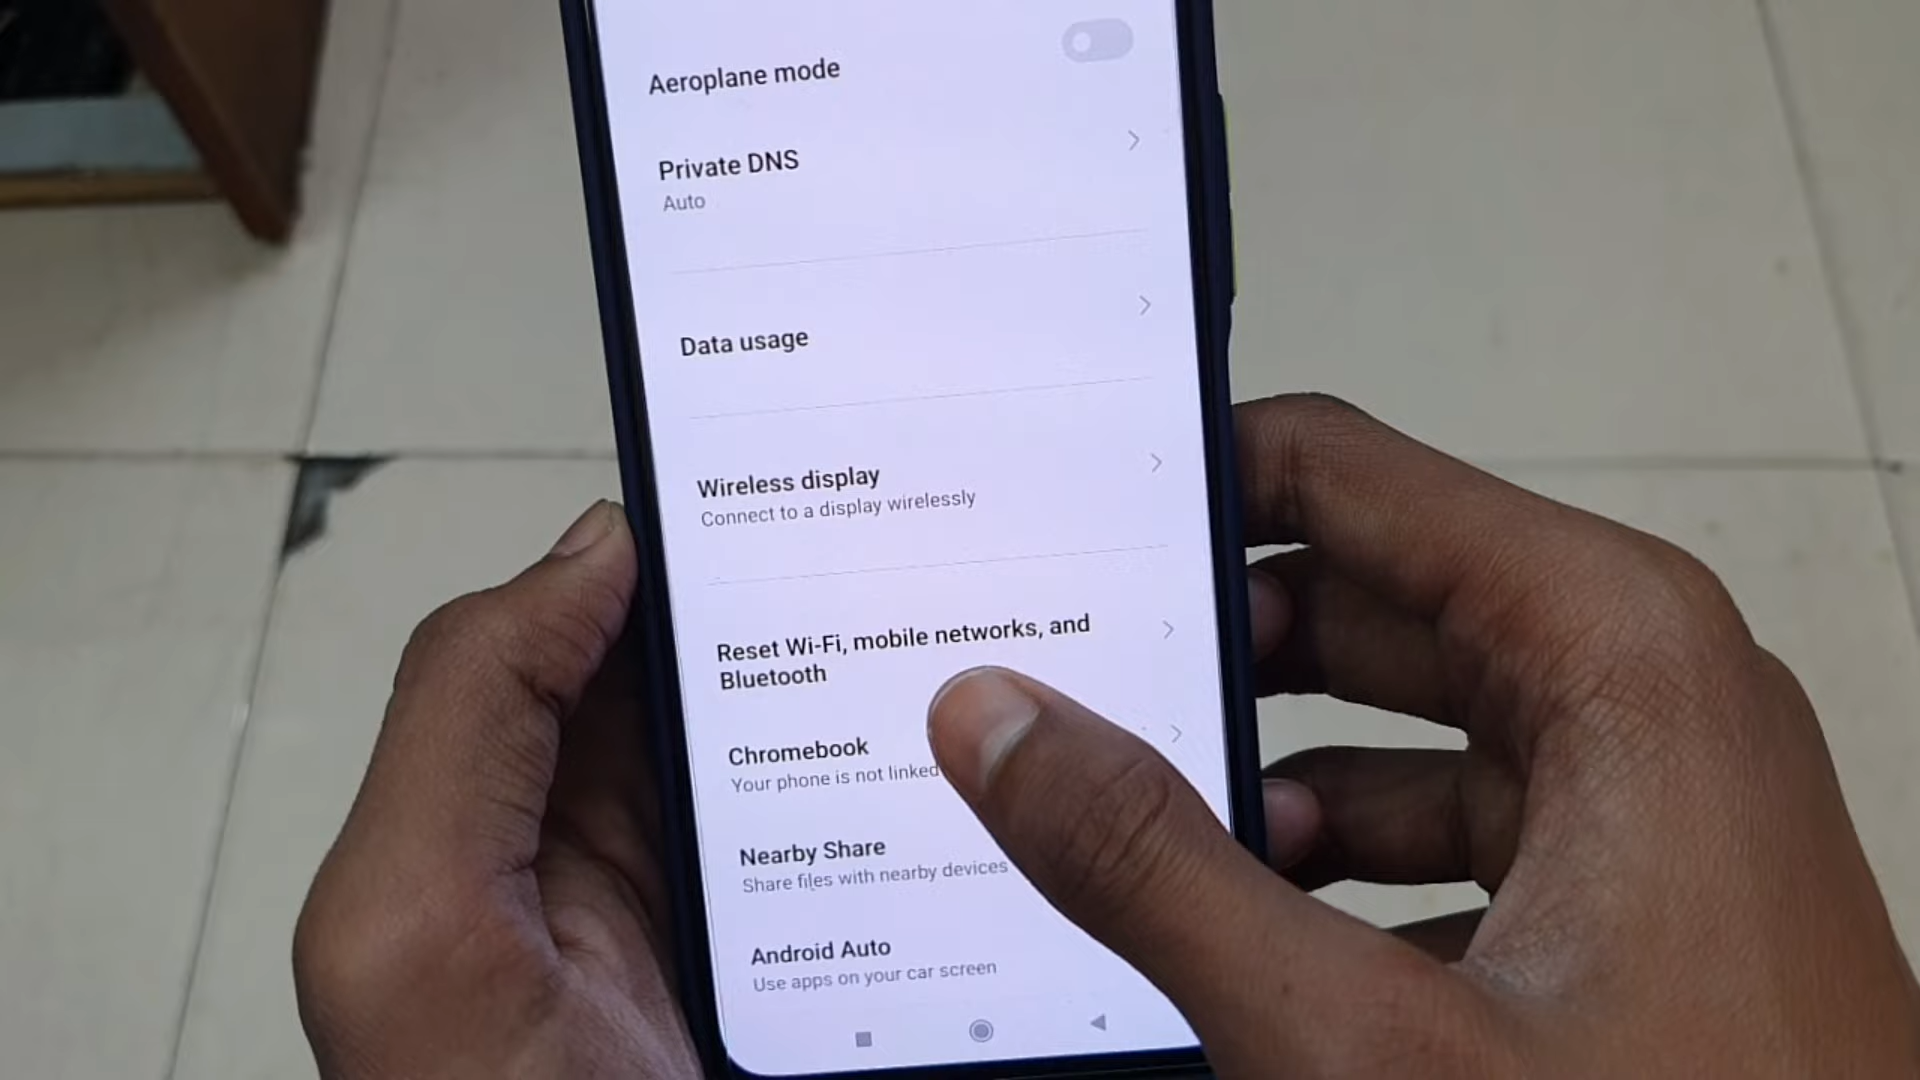 Aeroplane mode
Private DNS
Auto
Data usage
Wireless display
Connect to a display wirelessly
Reset Wi-Fi, mobile networks, and
Bluetooth
Chromebook
Your phone is not linked
Nearby Share
Share files with nearby devices
Android Auto
Use apps on your car screen